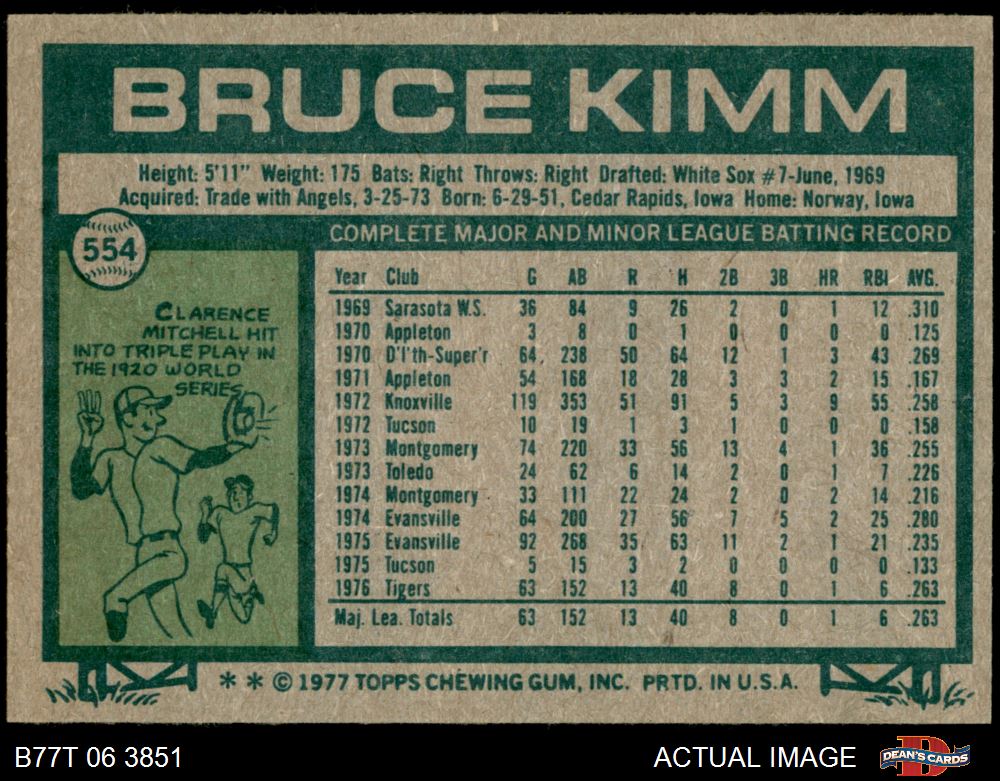 BRUCE KIMM
Height: 5'11" Weight: 175 Bats: Right Throws: Right Drafted: White Sox #7-June, 1969
Acquired: Trade with Angels, 3-25-73 Born: 6-29-51, Cedar Rapids, Iowa Home: Norway, Iowa
554
COMPLETE MAJOR AND MINOR LEAGUE BATTING RECORD
CLARENCE
MITCHELL HIT
INTO TRIPLE PLAY IN
THE 1920 WORLD
SERIES
Year Club G AB R H 2B 3B HR RBI AVG.
1969 Sarasota W.S. 36 84 9 26 2 0 1 12 .310
1970 Appleton 3 8 0 1 0 0 0 0 .125
1970 D'l'th-Super'r 64 238 50 64 12 1 3 43 .269
1971 Appleton 54 168 18 28 3 3 2 15 .167
1972 Knoxville 119 353 51 91 5 3 9 55 .258
1972 Tucson 10 19 1 3 1 0 0 0 .158
1973 Montgomery 74 220 33 56 13 4 1 36 .255
1973 Toledo 24 62 6 14 2 0 1 7 .226
1974 Montgomery 33 111 22 24 2 0 2 14 .216
1974 Evansville 64 200 27 56 7 5 2 25 .280
1975 Evansville 92 268 35 63 11 2 1 21 .235
1975 Tucson 5 15 3 2 0 0 0 0 .133
1976 Tigers 63 152 13 40 8 0 1 6 .263
Maj. Lea. Totals 63 152 13 40 8 0 1 6 .263
* * © 1977 TOPPS CHEWING GUM, INC. PRTD. IN U.S.A.
B77T 06 3851
ACTUAL IMAGE
DEAN'S CARDS